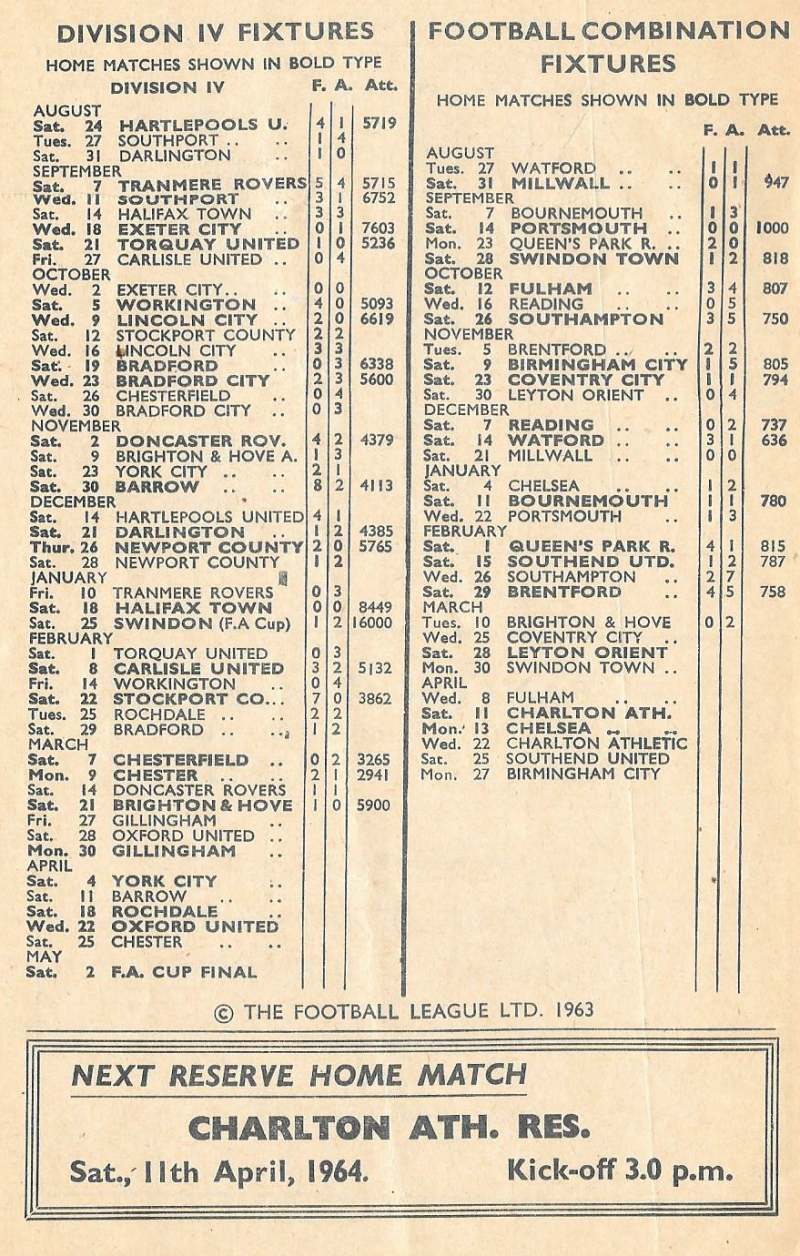 DIVISION IV FIXTURES
HOME MATCHES SHOWN IN BOLD TYPE
DIVISION IV F. A. Att.
AUGUST
Sat. 24 HARTLEPOOLS U. 4 1 5719
Tues. 27 SOUTHPORT .. .. 1 4
Sat. 31 DARLINGTON .. 1 0
SEPTEMBER
Sat. 7 TRANMERE ROVERS 5 4 5715
Wed. 11 SOUTHPORT .. 3 1 6752
Sat. 14 HALIFAX TOWN .. 3 3
Wed. 18 EXETER CITY .. 0 1 7603
Sat. 21 TORQUAY UNITED 1 0 5236
Fri. 27 CARLISLE UNITED .. 0 4
OCTOBER
Wed. 2 EXETER CITY.. .. 0 0
Sat. 5 WORKINGTON .. 4 0 5093
Wed. 9 LINCOLN CITY .. 2 0 6619
Sat. 12 STOCKPORT COUNTY 2 2
Wed. 16 LINCOLN CITY .. 3 3
Sat. 19 BRADFORD .. 0 3 6338
Wed. 23 BRADFORD CITY 2 3 5600
Sat. 26 CHESTERFIELD .. 0 4
Wed. 30 BRADFORD CITY .. 0 3
NOVEMBER
Sat. 2 DONCASTER ROV. 4 2 4379
Sat. 9 BRIGHTON & HOVE A. 1 3
Sat. 23 YORK CITY .. .. 2 1
Sat. 30 BARROW .. .. 8 2 4113
DECEMBER
Sat. 14 HARTLEPOOLS UNITED 4 1
Sat. 21 DARLINGTON .. 1 2 4385
Thur. 26 NEWPORT COUNTY 2 0 5765
Sat. 28 NEWPORT COUNTY 1 2
JANUARY
Fri. 10 TRANMERE ROVERS 0 3
Sat. 18 HALIFAX TOWN 0 0 8449
Sat. 25 SWINDON (F.A Cup) 1 2 16000
FEBRUARY
Sat. 1 TORQUAY UNITED 0 3
Sat. 8 CARLISLE UNITED 3 2 5132
Fri. 14 WORKINGTON .. 0 4
Sat. 22 STOCKPORT CO... 7 0 3862
Tues. 25 ROCHDALE .. .. 2 2
Sat. 29 BRADFORD .. .. 1 2
MARCH
Sat. 7 CHESTERFIELD .. 0 2 3265
Mon. 9 CHESTER .. .. 2 1 2941
Sat. 14 DONCASTER ROVERS 1 1
Sat. 21 BRIGHTON & HOVE 1 0 5900
Fri. 27 GILLINGHAM ..
Sat. 28 OXFORD UNITED ..
Mon. 30 GILLINGHAM ..
APRIL
Sat. 4 YORK CITY ..
Sat. 11 BARROW .. ..
Sat. 18 ROCHDALE ..
Wed. 22 OXFORD UNITED
Sat. 25 CHESTER .. ..
MAY
Sat. 2 F.A. CUP FINAL
FOOTBALL COMBINATION
FIXTURES
HOME MATCHES SHOWN IN BOLD TYPE
F. A. Att.
AUGUST
Tues. 27 WATFORD .. .. 1 1
Sat. 31 MILLWALL .. .. 0 1 947
SEPTEMBER
Sat. 7 BOURNEMOUTH .. 1 3
Sat. 14 PORTSMOUTH .. 0 0 1000
Mon. 23 QUEEN'S PARK R. .. 2 0
Sat. 28 SWINDON TOWN 1 2 818
OCTOBER
Sat. 12 FULHAM .. .. 3 4 807
Wed. 16 READING .. .. 0 5
Sat. 26 SOUTHAMPTON 3 5 750
NOVEMBER
Tues. 5 BRENTFORD .. .. 2 2
Sat. 9 BIRMINGHAM CITY 1 5 805
Sat. 23 COVENTRY CITY 1 1 794
Sat. 30 LEYTON ORIENT .. 0 4
DECEMBER
Sat. 7 READING .. .. 0 2 737
Sat. 14 WATFORD .. .. 3 1 636
Sat. 21 MILLWALL .. .. 0 0
JANUARY
Sat. 4 CHELSEA .. .. 1 2
Sat. 11 BOURNEMOUTH 1 1 780
Wed. 22 PORTSMOUTH .. 1 3
FEBRUARY
Sat. 1 QUEEN'S PARK R. 4 1 815
Sat. 15 SOUTHEND UTD. 1 2 787
Wed. 26 SOUTHAMPTON .. 2 7
Sat. 29 BRENTFORD .. 4 5 758
MARCH
Tues. 10 BRIGHTON & HOVE 0 2
Wed. 25 COVENTRY CITY ..
Sat. 28 LEYTON ORIENT
Mon. 30 SWINDON TOWN ..
APRIL
Wed. 8 FULHAM .. ..
Sat. 11 CHARLTON ATH.
Mon. 13 CHELSEA .. ..
Wed. 22 CHARLTON ATHLETIC
Sat. 25 SOUTHEND UNITED
Mon. 27 BIRMINGHAM CITY
© THE FOOTBALL LEAGUE LTD. 1963
NEXT RESERVE HOME MATCH
CHARLTON ATH. RES.
Sat., 11th April, 1964. Kick-off 3.0 p.m.